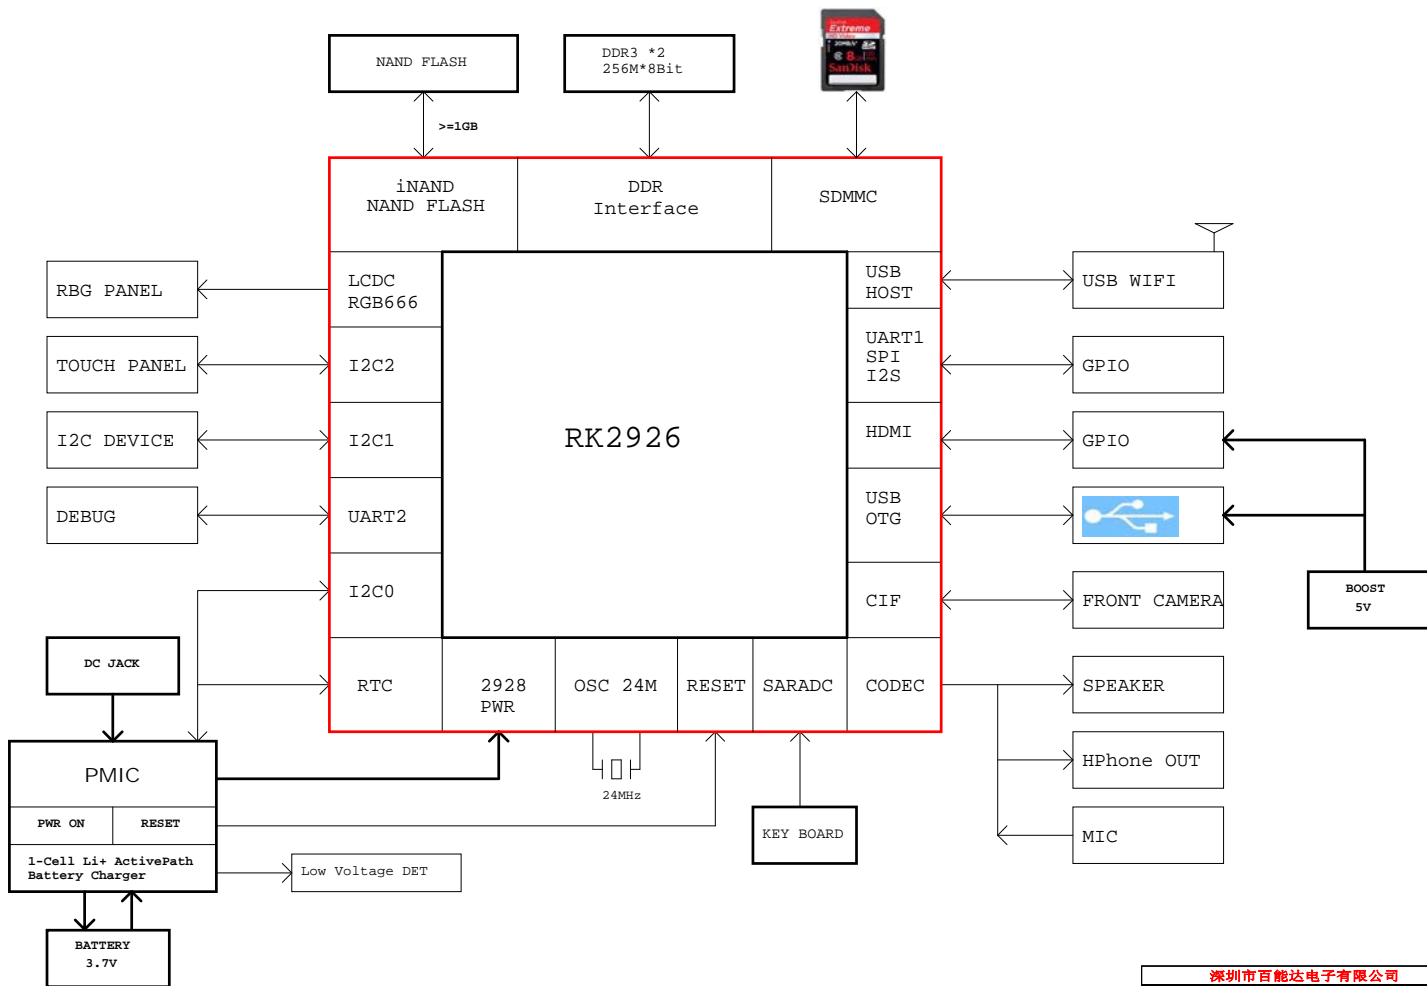 NAND FLASH
DDR3 *2
256M*8Bit
Extreme
20MB/s
8
SanDisk
>=1GB
iNAND
NAND FLASH
DDR
Interface
SDMMC
RBG PANEL
LCDC
RGB666
USB
HOST
USB WIFI
TOUCH PANEL
I2C2
UART1
SPI
I2S
GPIO
I2C DEVICE
I2C1
RK2926
HDMI
GPIO
DEBUG
UART2
USB
OTG
I2C0
CIF
FRONT CAMERA
BOOST
5V
DC JACK
RTC
2928
PWR
OSC 24M
RESET
SARADC
CODEC
SPEAKER
PMIC
HPhone OUT
24MHz
PWR ON
RESET
KEY BOARD
MIC
1-Cell Li+ ActivePath
Battery Charger
Low Voltage DET
BATTERY
3.7V
深圳市百能达电子有限公司